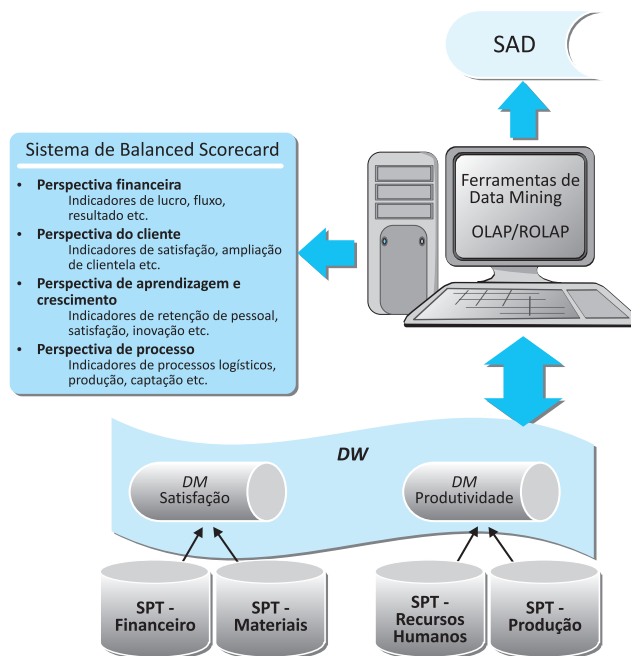 SAD
Sistema de Balanced Scorecard
• Perspectiva financeira
Indicadores de lucro, fluxo,
resultado etc.
• Perspectiva do cliente
Indicadores de satisfação, ampliação
de clientela etc.
• Perspectiva de aprendizagem e
crescimento
Indicadores de retenção de pessoal,
satisfação, inovação etc.
• Perspectiva de processo
Indicadores de processos logísticos,
produção, captação etc.
Ferramentas de
Data Mining
OLAP/ROLAP
DW
DM
Satisfação
DM
Produtividade
SPT -
Financeiro
SPT -
Materiais
SPT -
Recursos
Humanos
SPT -
Produção